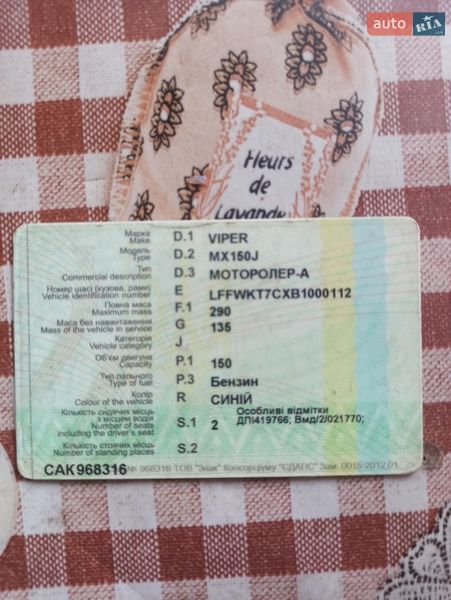 auto RIA
.com
Fleurs
de
Lavande
Марка D.1 VIPER
Make
Модель D.2 MX150J
Type
Тип D.3 МОТОРОЛЕР-А
Commercial description
Номер шасі (кузова, рами) E LFFWKT7CXB1000112
Vehicle identification number
Повна маса F.1 290
Maximum mass
Маса без навантаження G 135
Mass of the vehicle in service
Категорія J
Vehicle category
Об'єм двигуна P.1 150
Capacity
Тип пального P.3 Бензин
Type of fuel
Колір R СИНІЙ
Colour of the vehicle
Кількість сидячих місць Особливі відмітки
з місцем водія S.1 2 ДПІ419766; Вмд/2/021770;
Number of seats
including the driver's seat
Кількість стоячих місць S.2
Number of standing places
САК968316 № 968316 ТОВ "Знак" Консорціуму "ЄДАПС" Зам. 0015-2012.01